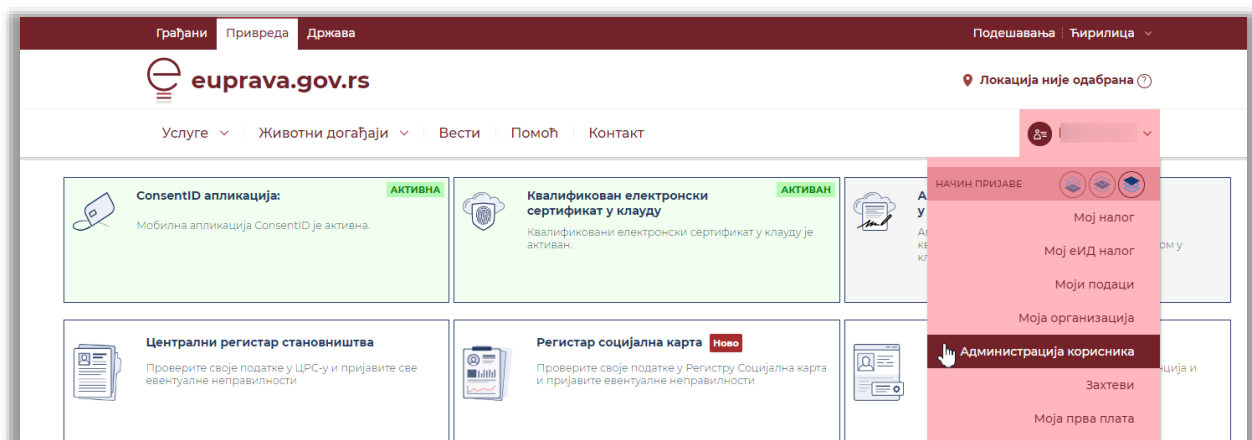 Грађани Привреда Држава Подешавања Ћирилица
euprava.gov.rs Локација није одабрана ?
Услуге Животни догађаји Вести Помоћ Контакт
ConsentID апликација: АКТИВНА
Мобилна апликација ConsentID је активна.
Квалификован електронски АКТИВАН
сертификат у клауду
Квалификовани електронски сертификат у клауду је
активан.
НАЧИН ПРИЈАВЕ
Мој налог
Мој еИД налог
Моји подаци
Моја организација
Администрација корисника
Захтеви
Моја прва плата
Централни регистар становништва
Проверите своје податке у ЦРС-у и пријавите све
евентуалне неправилности
Регистар социјална карта Ново
Проверите своје податке у Регистру Социјална карта
и пријавите евентуалне неправилности